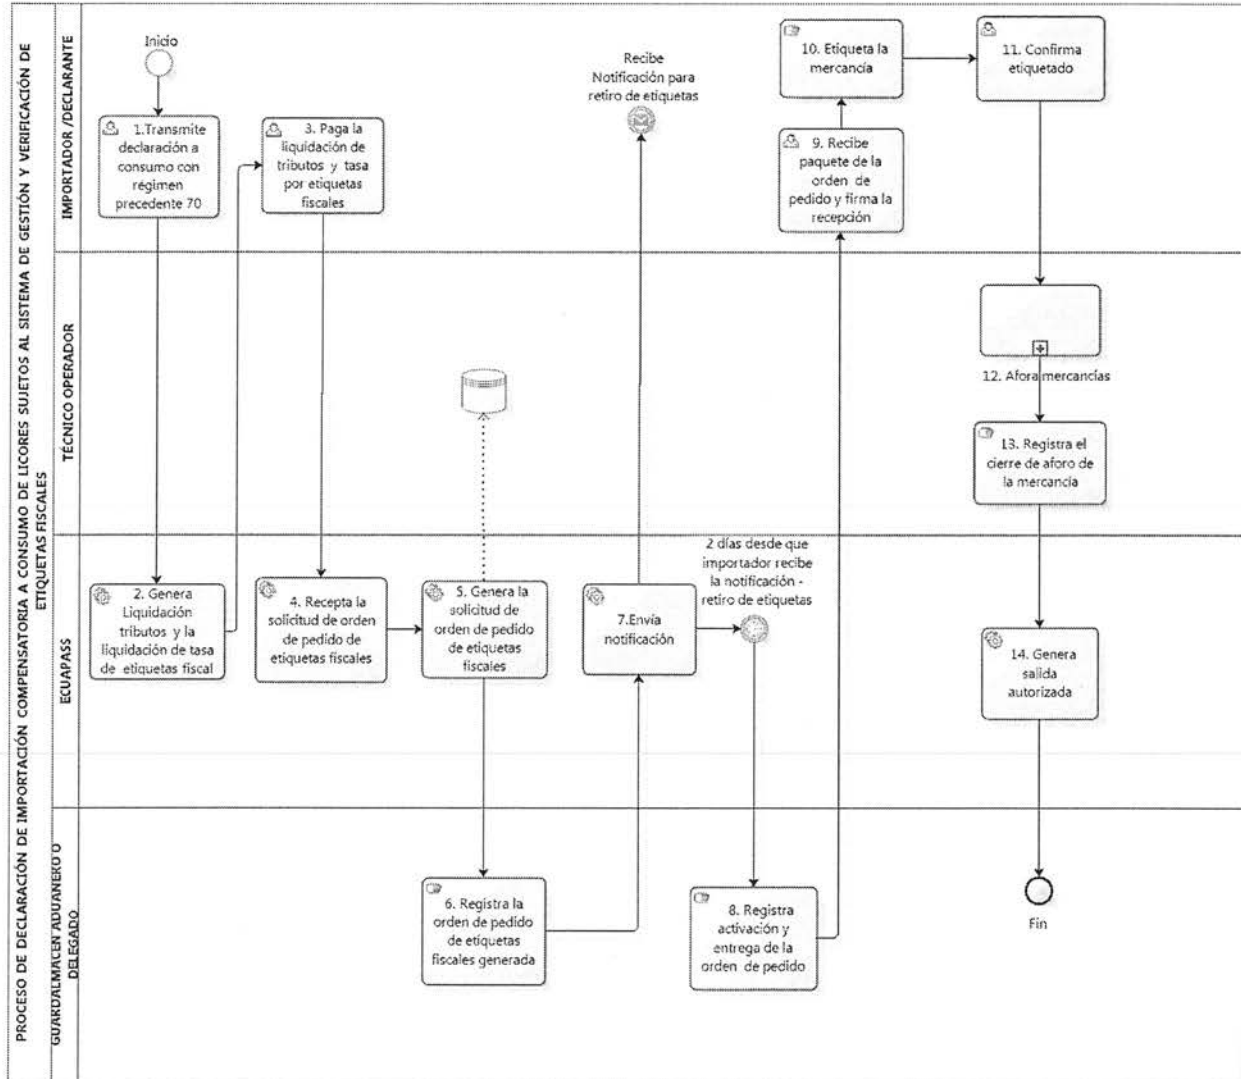 PROCESO DE DECLARACIÓN DE IMPORTACIÓN COMPENSATORIA A CONSUMO DE LICORES SUJETOS AL SISTEMA DE GESTIÓN Y VERIFICACIÓN DE
ETIQUETAS FISCALES
IMPORTADOR /DECLARANTE
Inicio
1.Transmite
declaración a
consumo con
régimen
precedente 70
3. Paga la
liquidación de
tributos y tasa
por etiquetas
fiscales
Recibe
Notificación para
retiro de etiquetas
10. Etiqueta la
mercancía
11. Confirma
etiquetado
9. Recibe
paquete de la
orden de
pedido y firma la
recepción
TÉCNICO OPERADOR
12. Afora mercancías
13. Registra el
cierre de aforo de
la mercancía
ECUAPASS
2. Genera
Liquidación
tributos y la
liquidación de tasa
de etiquetas fiscal
4. Recepta la
solicitud de orden
de pedido de
etiquetas fiscales
5. Genera la
solicitud de
orden de pedido
de etiquetas
fiscales
7.Envía
notificación
2 días desde que
importador recibe
la notificación -
retiro de etiquetas
14. Genera
salida
autorizada
GUARDALMACEN ADUANERO O
DELEGADO
6. Registra la
orden de pedido
de etiquetas
fiscales generada
8. Registra
activación y
entrega de la
orden de pedido
Fin